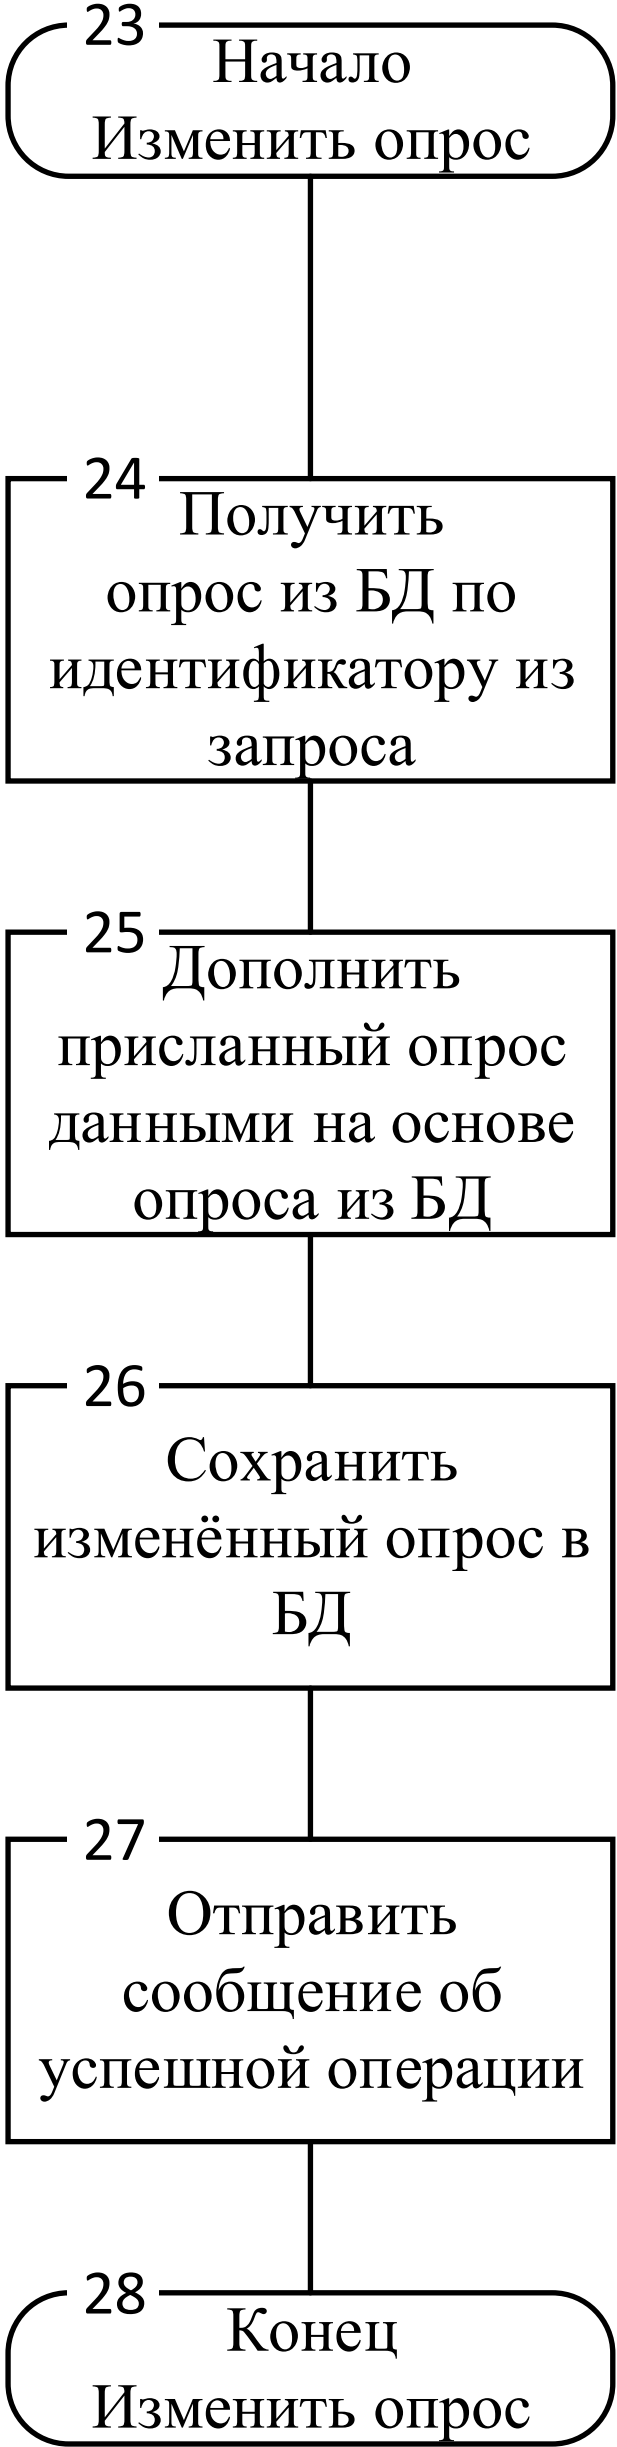 23
Начало
Изменить опрос
24
Получить
опрос из БД по
идентификатору из
запроса
25
Дополнить
присланный опрос
данными на основе
опроса из БД
26
Сохранить
изменённый опрос в
БД
27
Отправить
сообщение об
успешной операции
28
Конец
Изменить опрос